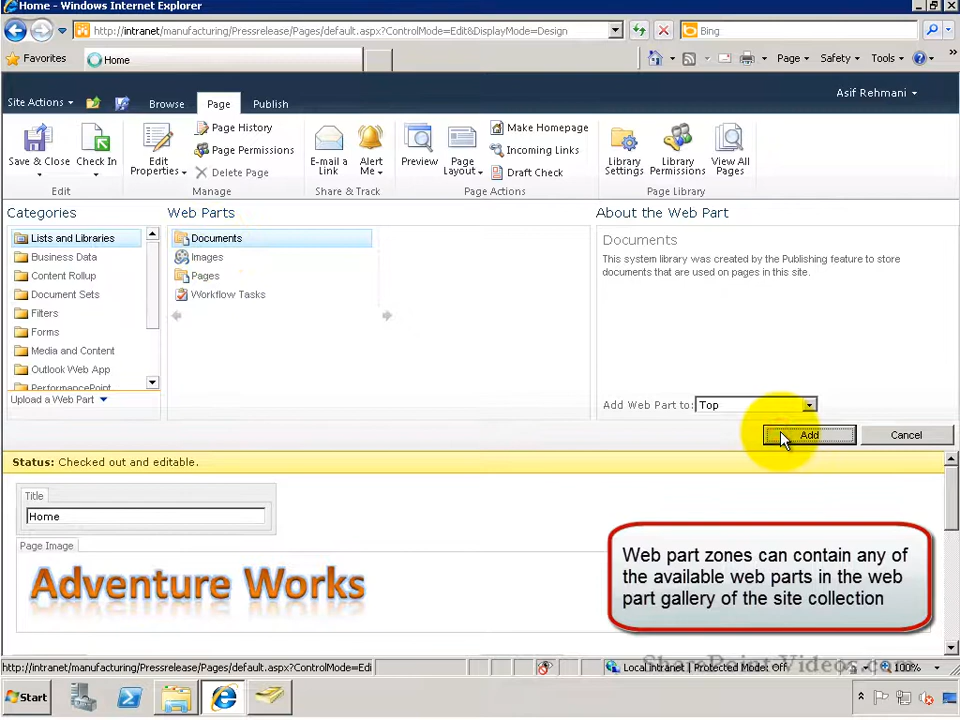 Home - Windows Internet Explorer
http://intranet/manufacturing/Pressrelease/Pages/default.aspx?ControlMode=Edit&DisplayMode=Design
Bing
Favorites
Home
Page
Safety
Tools
Site Actions
Browse
Page
Publish
Asif Rehmani
Save & Close
Check In
Edit Properties
Page History
Page Permissions
Delete Page
E-mail a Link
Alert Me
Preview
Page Layout
Make Homepage
Incoming Links
Draft Check
Library Settings
Library Permissions
View All Pages
Edit
Manage
Share & Track
Page Actions
Page Library
Categories
Lists and Libraries
Business Data
Content Rollup
Document Sets
Filters
Forms
Media and Content
Outlook Web App
PerformancePoint
Upload a Web Part
Web Parts
Documents
Images
Pages
Workflow Tasks
About the Web Part
Documents
This system library was created by the Publishing feature to store
documents that are used on pages in this site.
Add Web Part to: Top
Add
Cancel
Status: Checked out and editable.
Title
Home
Page Image
Adventure Works
Web part zones can contain any of
the available web parts in the web
part gallery of the site collection
http://intranet/manufacturing/Pressrelease/Pages/default.aspx?ControlMode=Edi
Local intranet | Protected Mode: Off
100%
SharePoint-Videos.com
Start